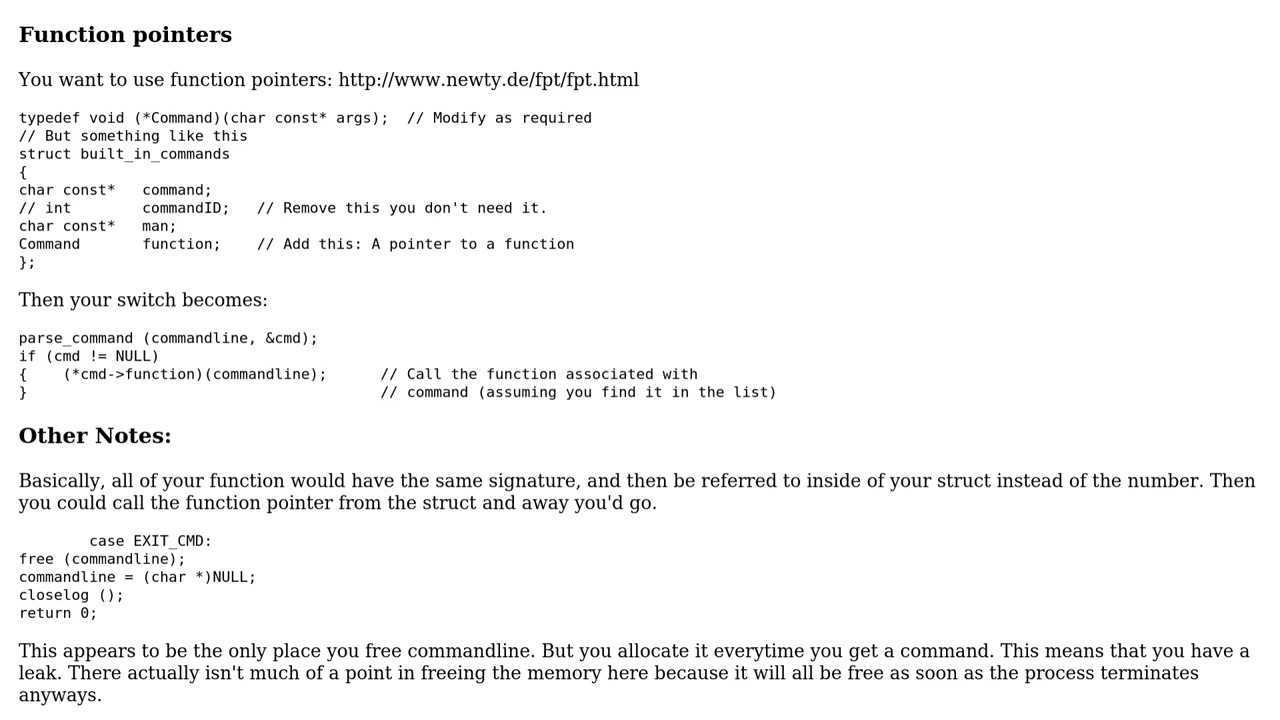 Function pointers
You want to use function pointers: http://www.newty.de/fpt/fpt.html
typedef void (*Command)(char const* args);  // Modify as required
// But something like this
struct built_in_commands
{
char const*   command;
// int        commandID;   // Remove this you don't need it.
char const*   man;
Command       function;    // Add this: A pointer to a function
};
Then your switch becomes:
parse_command (commandline, &cmd);
if (cmd != NULL)
{    (*cmd->function)(commandline);      // Call the function associated with
}                                        // command (assuming you find it in the list)
Other Notes:
Basically, all of your function would have the same signature, and then be referred to inside of your struct instead of the number. Then
you could call the function pointer from the struct and away you'd go.
        case EXIT_CMD:
free (commandline);
commandline = (char *)NULL;
closelog ();
return 0;
This appears to be the only place you free commandline. But you allocate it everytime you get a command. This means that you have a
leak. There actually isn't much of a point in freeing the memory here because it will all be free as soon as the process terminates
anyways.